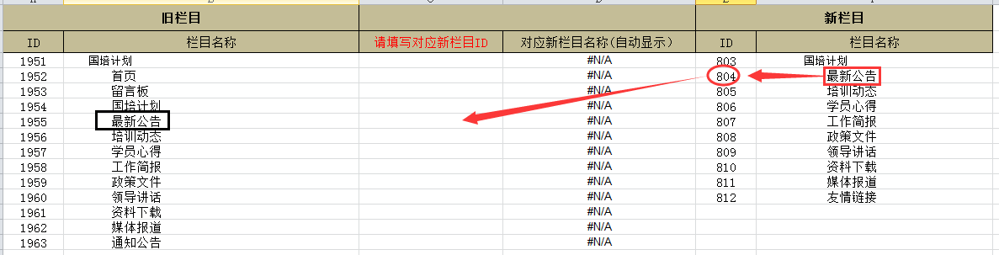 旧栏目 新栏目
ID 栏目名称 请填写对应新栏目ID 对应新栏目名称(自动显示) ID 栏目名称
1951 国培计划 #N/A 803 国培计划
1952 首页 #N/A 804 最新公告
1953 留言板 #N/A 805 培训动态
1954 国培计划 #N/A 806 学员心得
1955 最新公告 #N/A 807 工作简报
1956 培训动态 #N/A 808 政策文件
1957 学员心得 #N/A 809 领导讲话
1958 工作简报 #N/A 810 资料下载
1959 政策文件 #N/A 811 媒体报道
1960 领导讲话 #N/A 812 友情链接
1961 资料下载 #N/A
1962 媒体报道 #N/A
1963 通知公告 #N/A